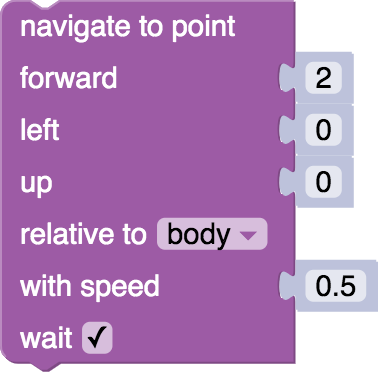 navigate to point
forward 2
left 0
up 0
relative to body
with speed 0.5
wait ✓